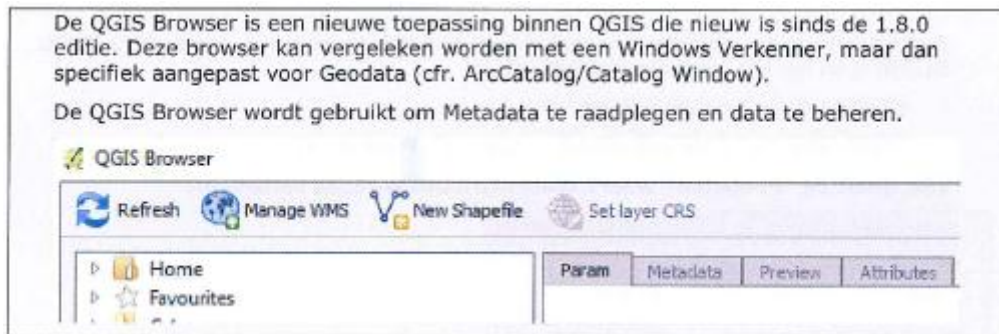 De QGIS Browser is een nieuwe toepassing binnen QGIS die nieuw is sinds de 1.8.0
editie. Deze browser kan vergeleken worden met een Windows Verkenner, maar dan
specifiek aangepast voor Geodata (cfr. ArcCatalog/Catalog Window).
De QGIS Browser wordt gebruikt om Metadata te raadplegen en data te beheren.
QGIS Browser
Refresh Manage WMS New Shapefile Set layer CRS
Home Param Metadata Preview Attributes
Favourites